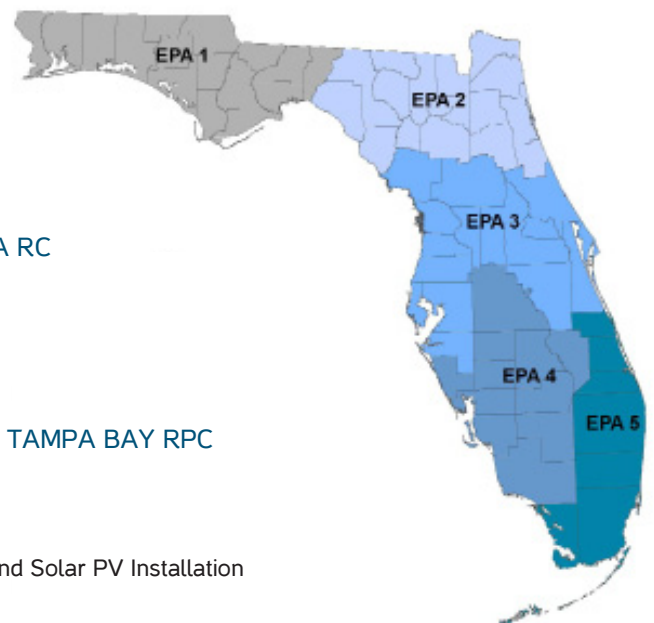 EPA 1
EPA 2
EPA 3
A RC
EPA 4
EPA 5
TAMPA BAY RPC
nd Solar PV Installation